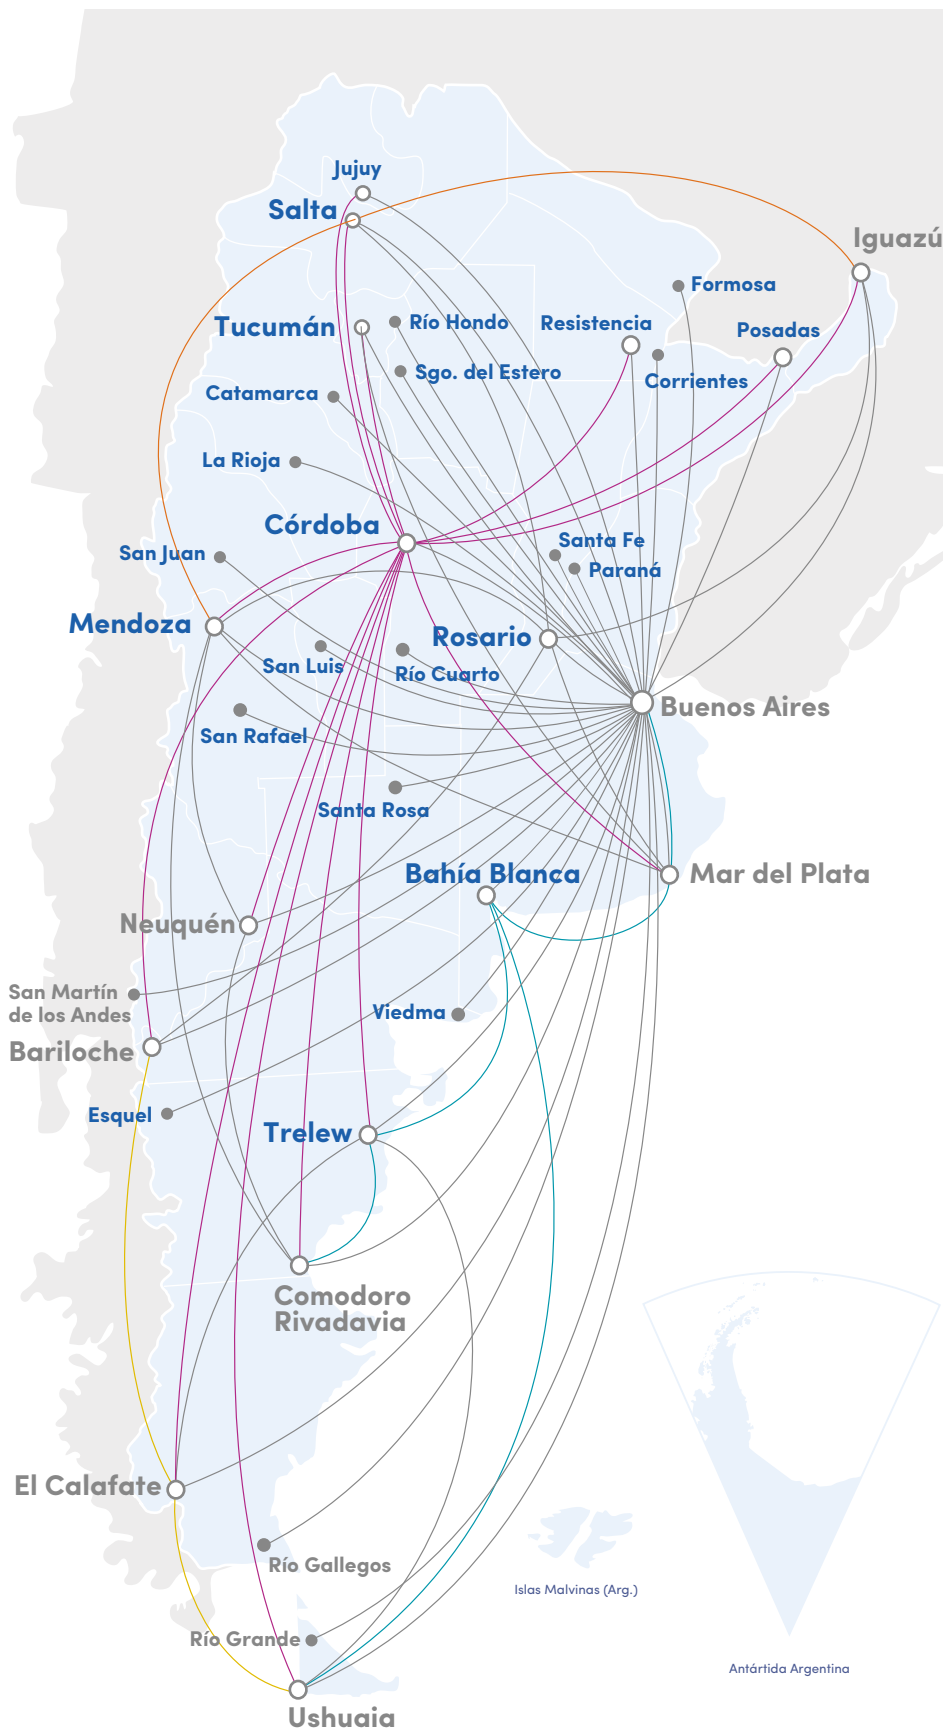 Jujuy
Salta
Iguazú
Formosa
Tucumán
Río Hondo
Resistencia
Posadas
Sgo. del Estero
Corrientes
Catamarca
La Rioja
Córdoba
San Juan
Santa Fe
Paraná
Mendoza
Rosario
San Luis
Río Cuarto
Buenos Aires
San Rafael
Santa Rosa
Bahía Blanca
Mar del Plata
Neuquén
San Martín
de los Andes
Viedma
Bariloche
Esquel
Trelew
Comodoro
Rivadavia
El Calafate
Río Gallegos
Islas Malvinas (Arg.)
Río Grande
Antártida Argentina
Ushuaia